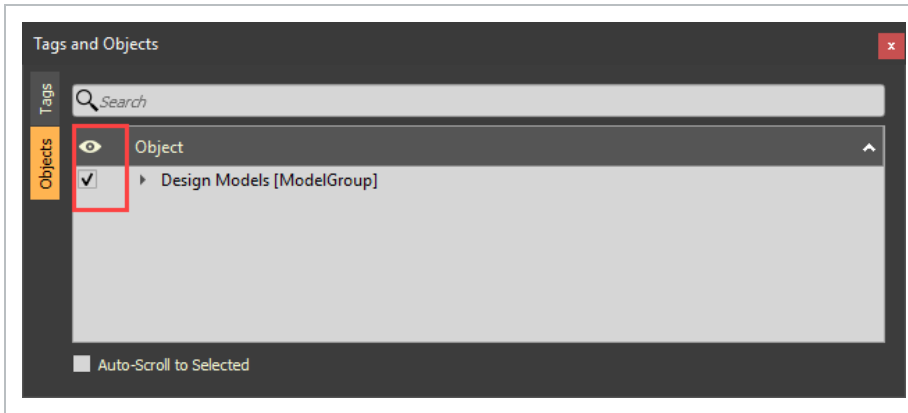 Tags and Objects
x
Tags
Search
Objects
Object
Design Models [ModelGroup]
Auto-Scroll to Selected